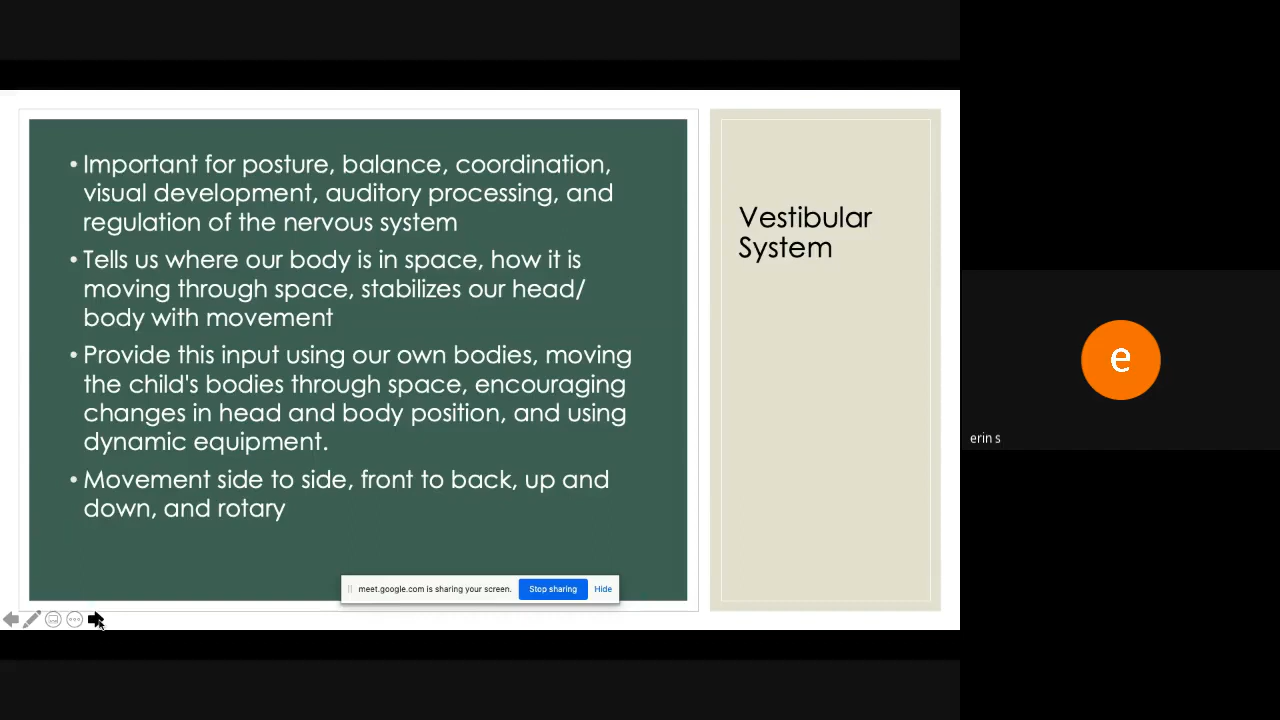 • Important for posture, balance, coordination,
visual development, auditory processing, and
regulation of the nervous system
• Tells us where our body is in space, how it is
moving through space, stabilizes our head/
body with movement
• Provide this input using our own bodies, moving
the child's bodies through space, encouraging
changes in head and body position, and using
dynamic equipment.
• Movement side to side, front to back, up and
down, and rotary
Vestibular
System
meet.google.com is sharing your screen. Stop sharing Hide
e
erin s